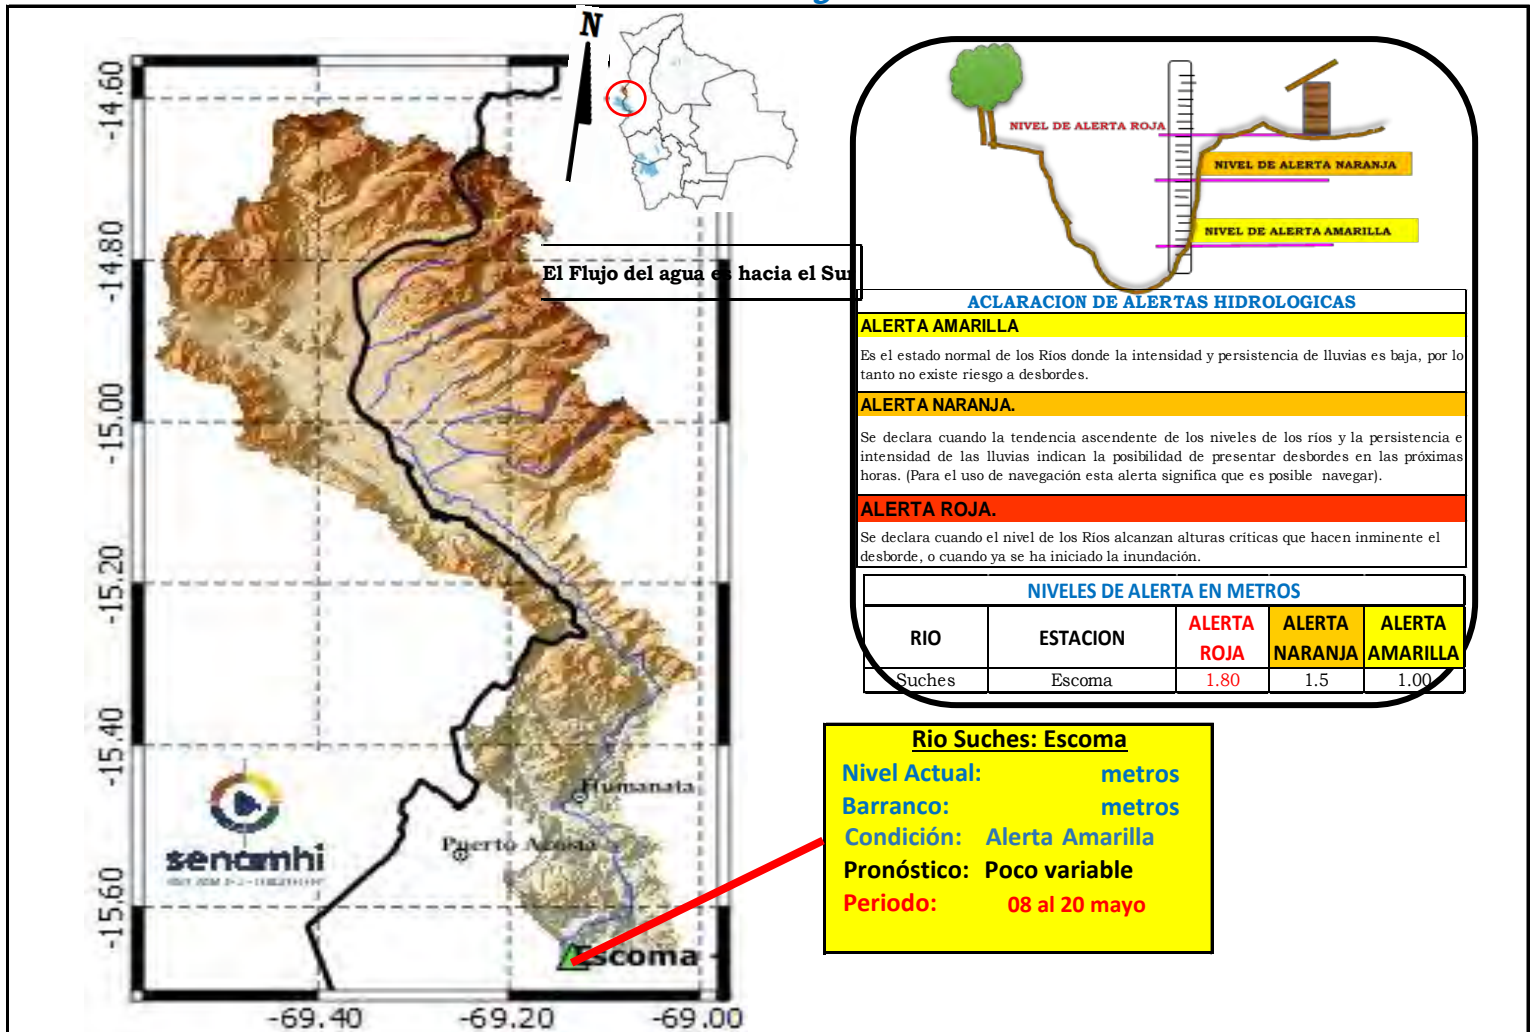 N
-14.60
-14.80
-15.00
-15.20
-15.40
-15.60
-69.40
-69.20
-69.00
El Flujo del agua es hacia el Sur
Humanata
Puerto Acosta
Escoma
senamhi
NIVEL DE ALERTA ROJA
NIVEL DE ALERTA NARANJA
NIVEL DE ALERTA AMARILLA
ACLARACION DE ALERTAS HIDROLOGICAS
ALERTA AMARILLA
Es el estado normal de los Ríos donde la intensidad y persistencia de lluvias es baja, por lo
tanto no existe riesgo a desbordes.
ALERTA NARANJA.
Se declara cuando la tendencia ascendente de los niveles de los ríos y la persistencia e
intensidad de las lluvias indican la posibilidad de presentar desbordes en las próximas
horas. (Para el uso de navegación esta alerta significa que es posible navegar).
ALERTA ROJA.
Se declara cuando el nivel de los Ríos alcanzan alturas críticas que hacen inminente el
desborde, o cuando ya se ha iniciado la inundación.
NIVELES DE ALERTA EN METROS
RIO ESTACION ALERTA ROJA ALERTA NARANJA ALERTA AMARILLA
Suches Escoma 1.80 1.5 1.00
Rio Suches: Escoma
Nivel Actual: metros
Barranco: metros
Condición: Alerta Amarilla
Pronóstico: Poco variable
Periodo: 08 al 20 mayo